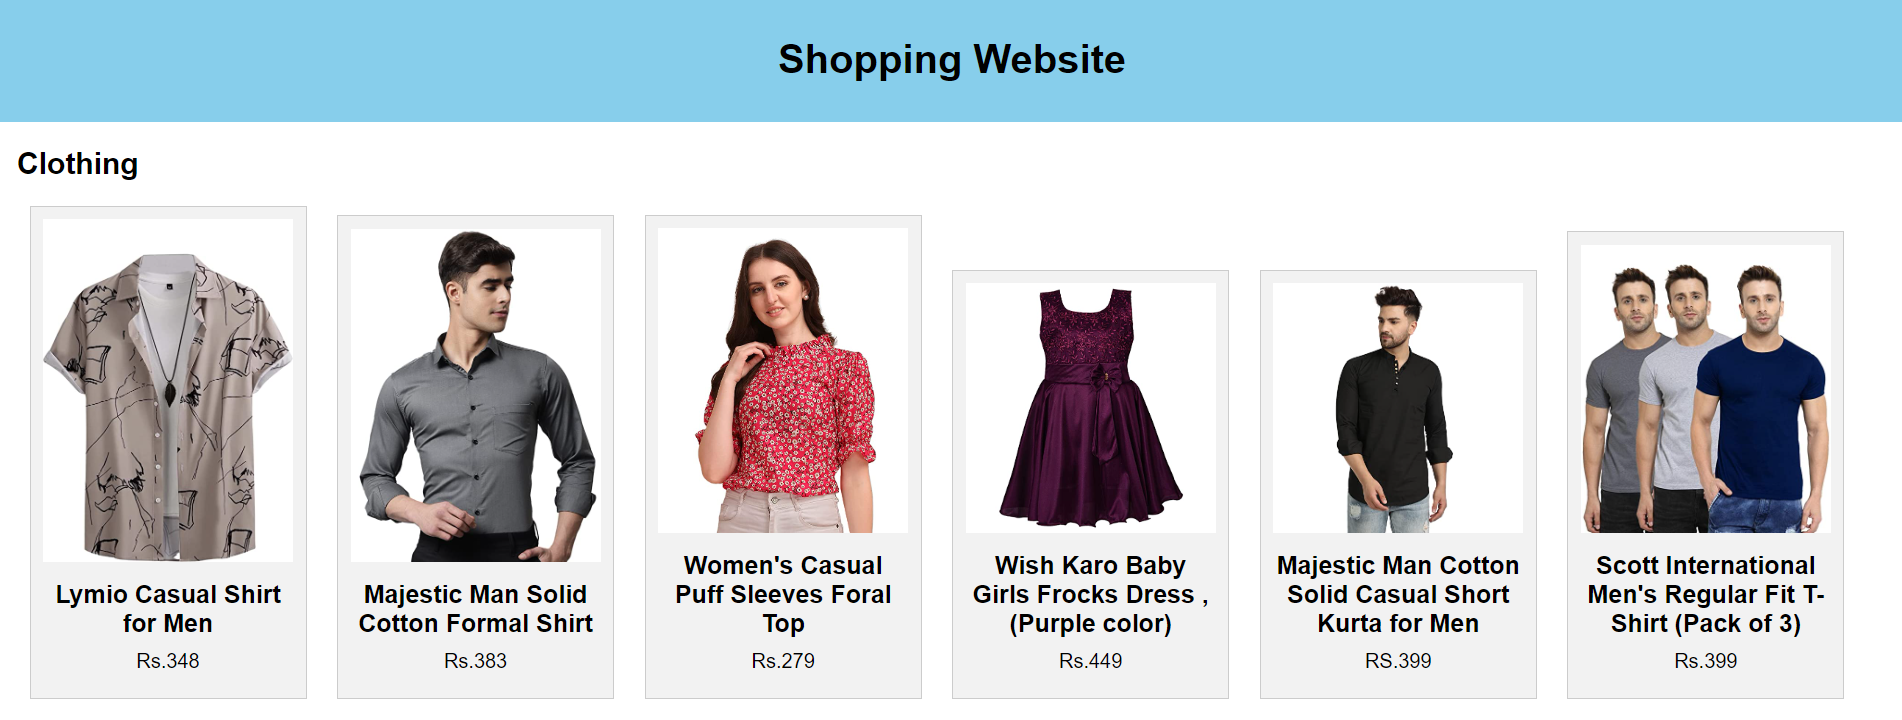 Shopping Website
Clothing
Lymio Casual Shirt
for Men
Rs.348
Majestic Man Solid
Cotton Formal Shirt
Rs.383
Women's Casual
Puff Sleeves Foral
Top
Rs.279
Wish Karo Baby
Girls Frocks Dress ,
(Purple color)
Rs.449
Majestic Man Cotton
Solid Casual Short
Kurta for Men
RS.399
Scott International
Men's Regular Fit T-
Shirt (Pack of 3)
Rs.399